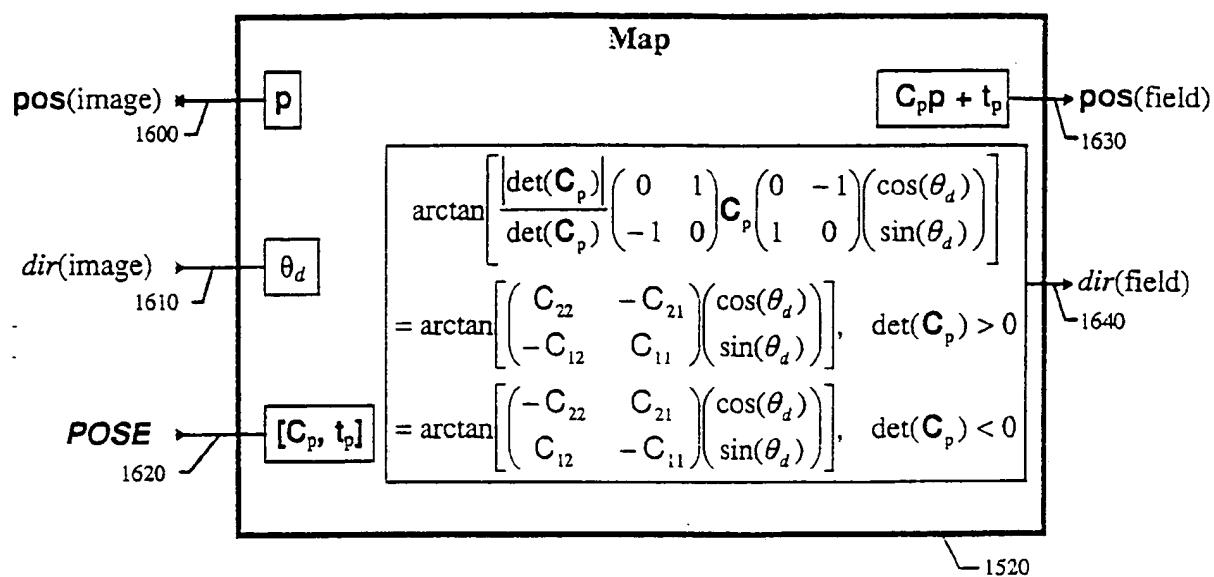 Map
pos(image)
1600
p
C_p p + t_p
pos(field)
1630
arctan[ |det(C_p)| / det(C_p) ( 0 1 ; -1 0 ) C_p ( 0 -1 ; 1 0 ) ( cos(θ_d) ; sin(θ_d) ) ]
dir(image)
1610
θ_d
= arctan[ ( C_22 -C_21 ; -C_12 C_11 ) ( cos(θ_d) ; sin(θ_d) ) ], det(C_p) > 0
dir(field)
1640
POSE
1620
[C_p, t_p]
= arctan[ ( -C_22 C_21 ; C_12 -C_11 ) ( cos(θ_d) ; sin(θ_d) ) ], det(C_p) < 0
1520